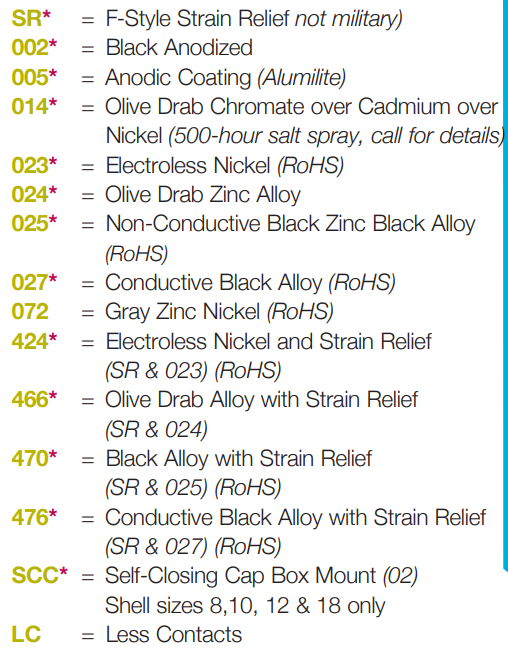 SR* = F-Style Strain Relief not military)
002* = Black Anodized
005* = Anodic Coating (Alumilite)
014* = Olive Drab Chromate over Cadmium over
Nickel (500-hour salt spray, call for details)
023* = Electroless Nickel (RoHS)
024* = Olive Drab Zinc Alloy
025* = Non-Conductive Black Zinc Black Alloy
(RoHS)
027* = Conductive Black Alloy (RoHS)
072 = Gray Zinc Nickel (RoHS)
424* = Electroless Nickel and Strain Relief
(SR & 023) (RoHS)
466* = Olive Drab Alloy with Strain Relief
(SR & 024)
470* = Black Alloy with Strain Relief
(SR & 025) (RoHS)
476* = Conductive Black Alloy with Strain Relief
(SR & 027) (RoHS)
SCC* = Self-Closing Cap Box Mount (02)
Shell sizes 8,10, 12 & 18 only
LC = Less Contacts